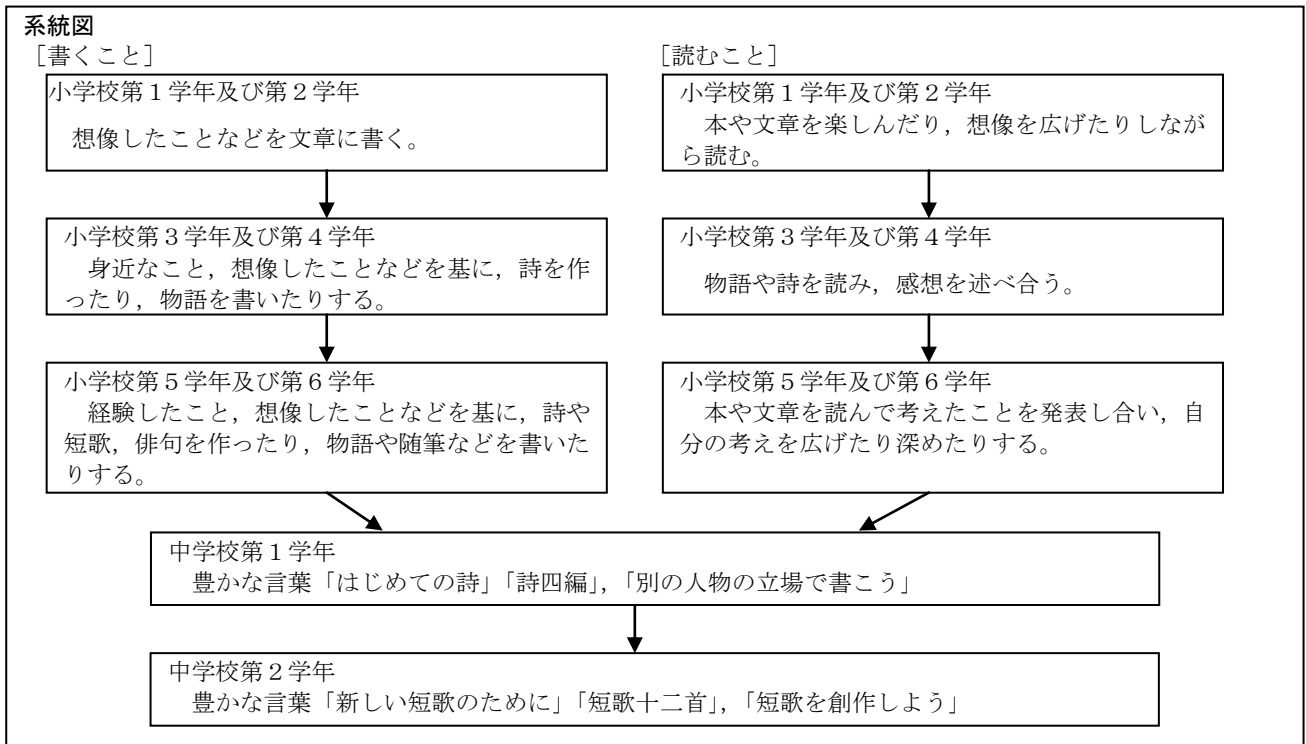 系統図
［書くこと］
小学校第１学年及び第２学年
想像したことなどを文章に書く。
小学校第３学年及び第４学年
身近なこと，想像したことなどを基に，詩を作
ったり，物語を書いたりする。
小学校第５学年及び第６学年
経験したこと，想像したことなどを基に，詩や
短歌，俳句を作ったり，物語や随筆などを書いた
りする。
［読むこと］
小学校第１学年及び第２学年
本や文章を楽しんだり，想像を広げたりしなが
ら読む。
小学校第３学年及び第４学年
物語や詩を読み，感想を述べ合う。
小学校第５学年及び第６学年
本や文章を読んで考えたことを発表し合い，自
分の考えを広げたり深めたりする。
中学校第１学年
豊かな言葉「はじめての詩」「詩四編」，「別の人物の立場で書こう」
中学校第２学年
豊かな言葉「新しい短歌のために」「短歌十二首」，「短歌を創作しよう」